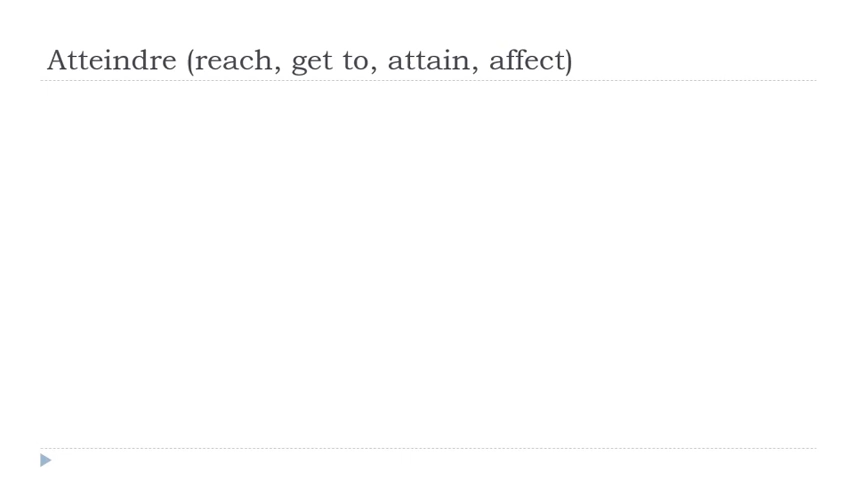 Atteindre (reach, get to, attain, affect)